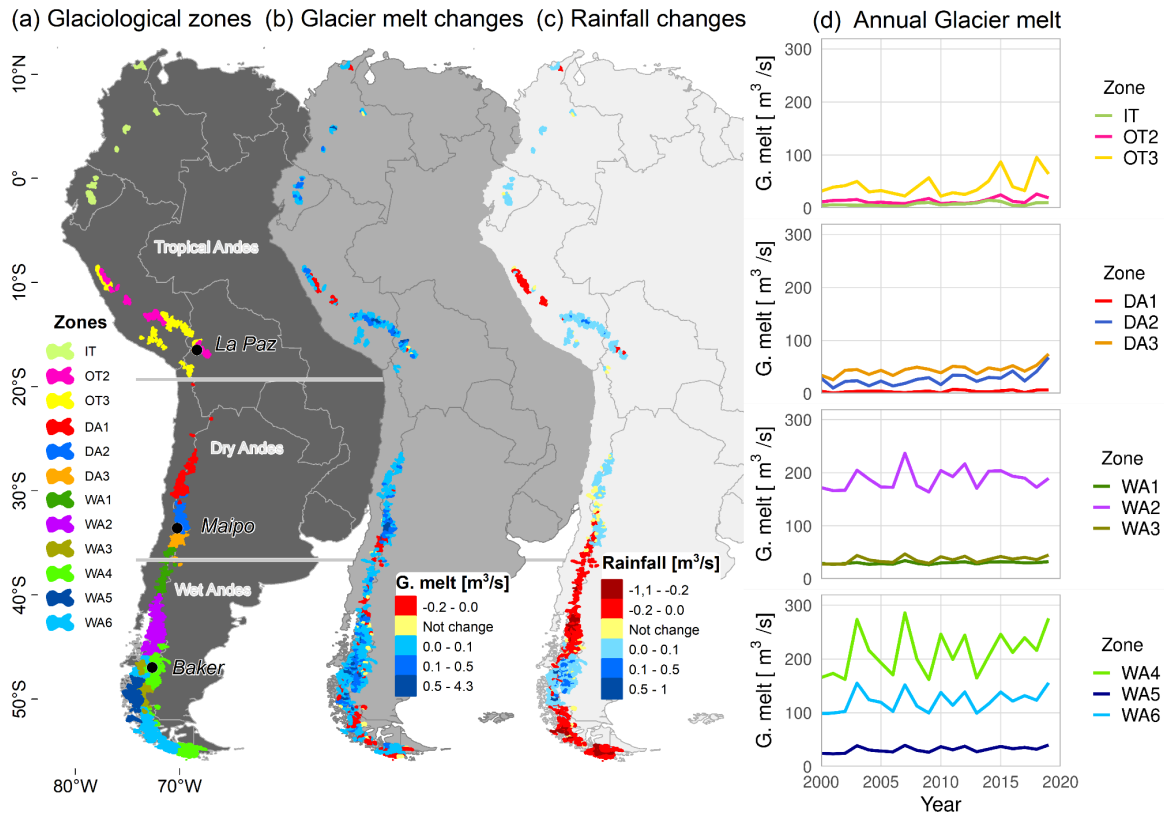 (a) Glaciological zones
(b) Glacier melt changes
(c) Rainfall changes
(d) Annual Glacier melt
10°N
0°
10°S
20°S
30°S
40°S
50°S
80°W
70°W
Tropical Andes
La Paz
Dry Andes
Maipo
Wet Andes
Baker
Zones
IT
OT2
OT3
DA1
DA2
DA3
WA1
WA2
WA3
WA4
WA5
WA6
G. melt [m³/s]
-0.2 - 0.0
Not change
0.0 - 0.1
0.1 - 0.5
0.5 - 4.3
Rainfall [m³/s]
-1,1 - -0.2
-0.2 - 0.0
Not change
0.0 - 0.1
0.1 - 0.5
0.5 - 1
G. melt [ m³ /s]
300
200
100
0
Zone
IT
OT2
OT3
G. melt [ m³ /s]
300
200
100
0
Zone
DA1
DA2
DA3
G. melt [ m³ /s]
300
200
100
0
Zone
WA1
WA2
WA3
G. melt [ m³ /s]
300
200
100
0
Zone
WA4
WA5
WA6
2000
2005
2010
2015
2020
Year